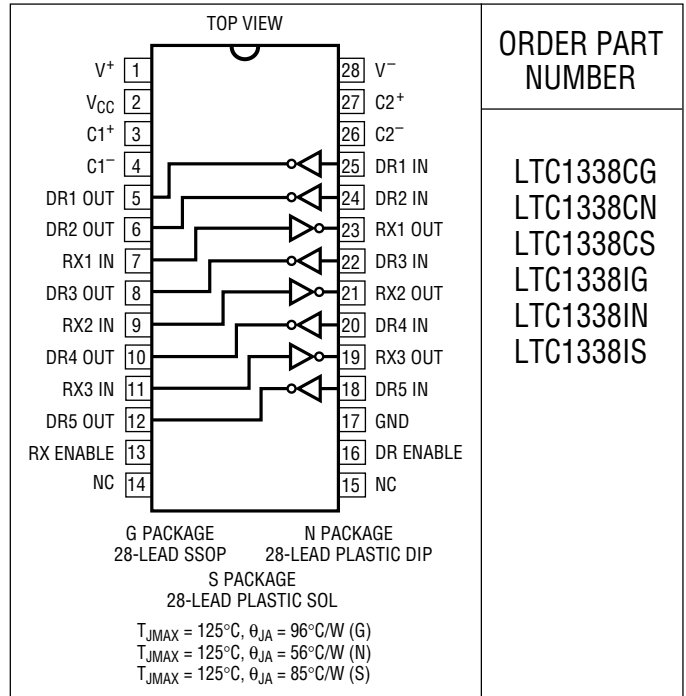 TOP VIEW
V+ 1
VCC 2
C1+ 3
C1– 4
DR1 OUT 5
DR2 OUT 6
RX1 IN 7
DR3 OUT 8
RX2 IN 9
DR4 OUT 10
RX3 IN 11
DR5 OUT 12
RX ENABLE 13
NC 14
28 V–
27 C2+
26 C2–
25 DR1 IN
24 DR2 IN
23 RX1 OUT
22 DR3 IN
21 RX2 OUT
20 DR4 IN
19 RX3 OUT
18 DR5 IN
17 GND
16 DR ENABLE
15 NC
G PACKAGE
28-LEAD SSOP
N PACKAGE
28-LEAD PLASTIC DIP
S PACKAGE
28-LEAD PLASTIC SOL
TJMAX = 125°C, θJA = 96°C/W (G)
TJMAX = 125°C, θJA = 56°C/W (N)
TJMAX = 125°C, θJA = 85°C/W (S)
ORDER PART
NUMBER
LTC1338CG
LTC1338CN
LTC1338CS
LTC1338IG
LTC1338IN
LTC1338IS